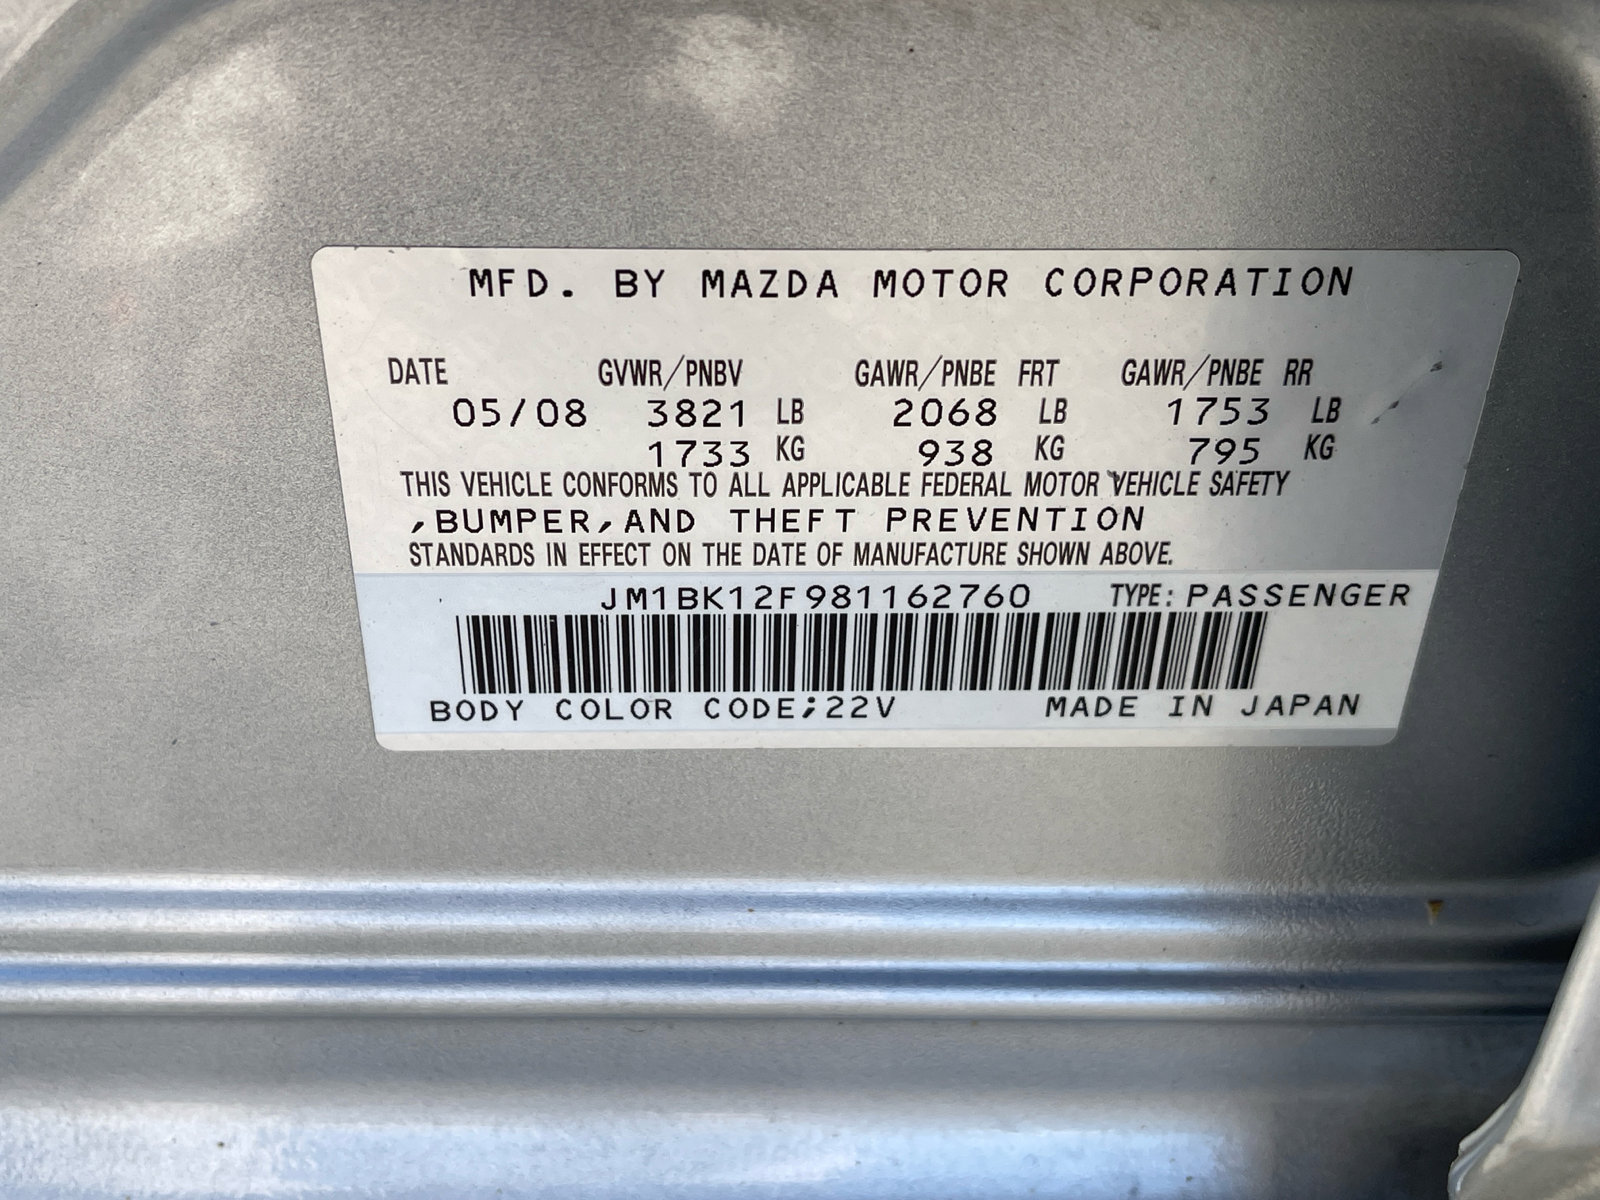 MFD. BY MAZDA MOTOR CORPORATION
DATE GVWR/PNBV GAWR/PNBE FRT GAWR/PNBE RR
05/08 3821 LB 2068 LB 1753 LB
1733 KG 938 KG 795 KG
THIS VEHICLE CONFORMS TO ALL APPLICABLE FEDERAL MOTOR VEHICLE SAFETY
,BUMPER,AND THEFT PREVENTION
STANDARDS IN EFFECT ON THE DATE OF MANUFACTURE SHOWN ABOVE.
JM1BK12F981162760 TYPE: PASSENGER
BODY COLOR CODE;22V MADE IN JAPAN